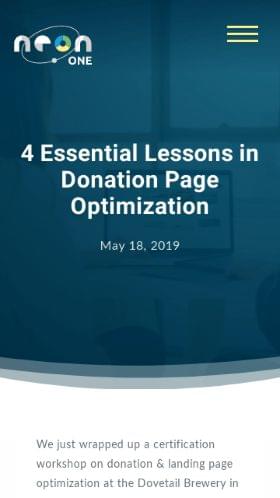 neon
ONE
4 Essential Lessons in
Donation Page
Optimization
May 18, 2019
We just wrapped up a certification
workshop on donation & landing page
optimization at the Dovetail Brewery in